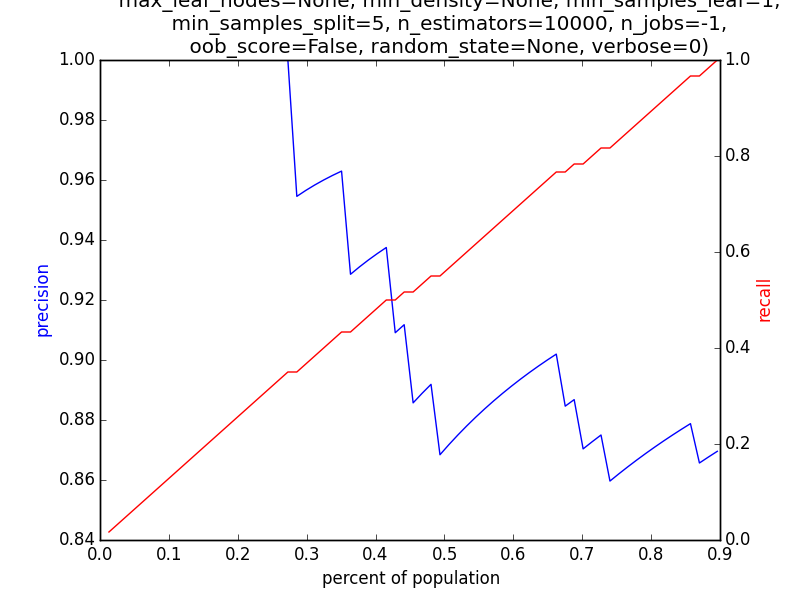 max_leaf_nodes=None, min_density=None, min_samples_leaf=1,
min_samples_split=5, n_estimators=10000, n_jobs=-1,
oob_score=False, random_state=None, verbose=0)
1.00
0.98
0.96
0.94
0.92
0.90
0.88
0.86
0.84
precision
1.0
0.8
0.6
0.4
0.2
0.0
recall
0.0 0.1 0.2 0.3 0.4 0.5 0.6 0.7 0.8 0.9
percent of population